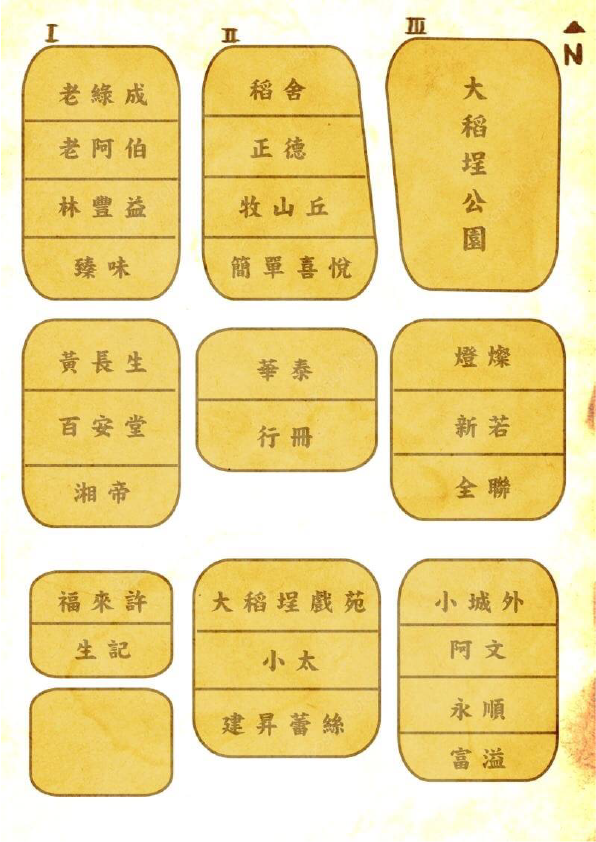 I
II
III
N
老綠成
老阿伯
林豐益
臻味
稻舍
正德
牧山丘
簡單喜悅
大稻埕公園
黃長生
百安堂
湘帝
華泰
行冊
燈燦
新若
全聯
福來許
生記
大稻埕戲苑
小太
建昇蕾絲
小城外
阿文
永順
富溢